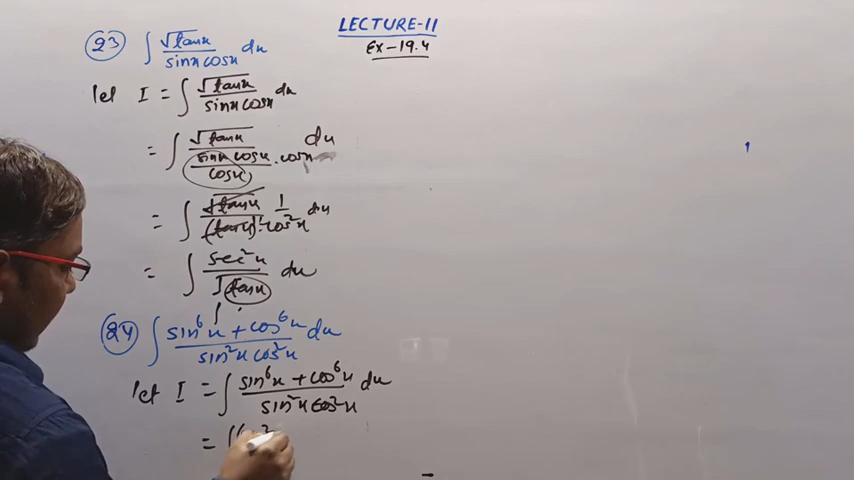 LECTURE-11
EX-19.4
23 ∫ √tanx / sinx cosx dx
let I = ∫ √tanx / sinx cosx dx
= ∫ √tanx / (sinx cosx / cosx · cosx) dx
= ∫ √tanx / (tanx) · 1 / cos²x dx
= ∫ sec²x / √tanx dx
24 ∫ sin⁶x + cos⁶x / sin²x cos²x dx
let I = ∫ sin⁶x + cos⁶x / sin²x cos²x dx
= ∫ (